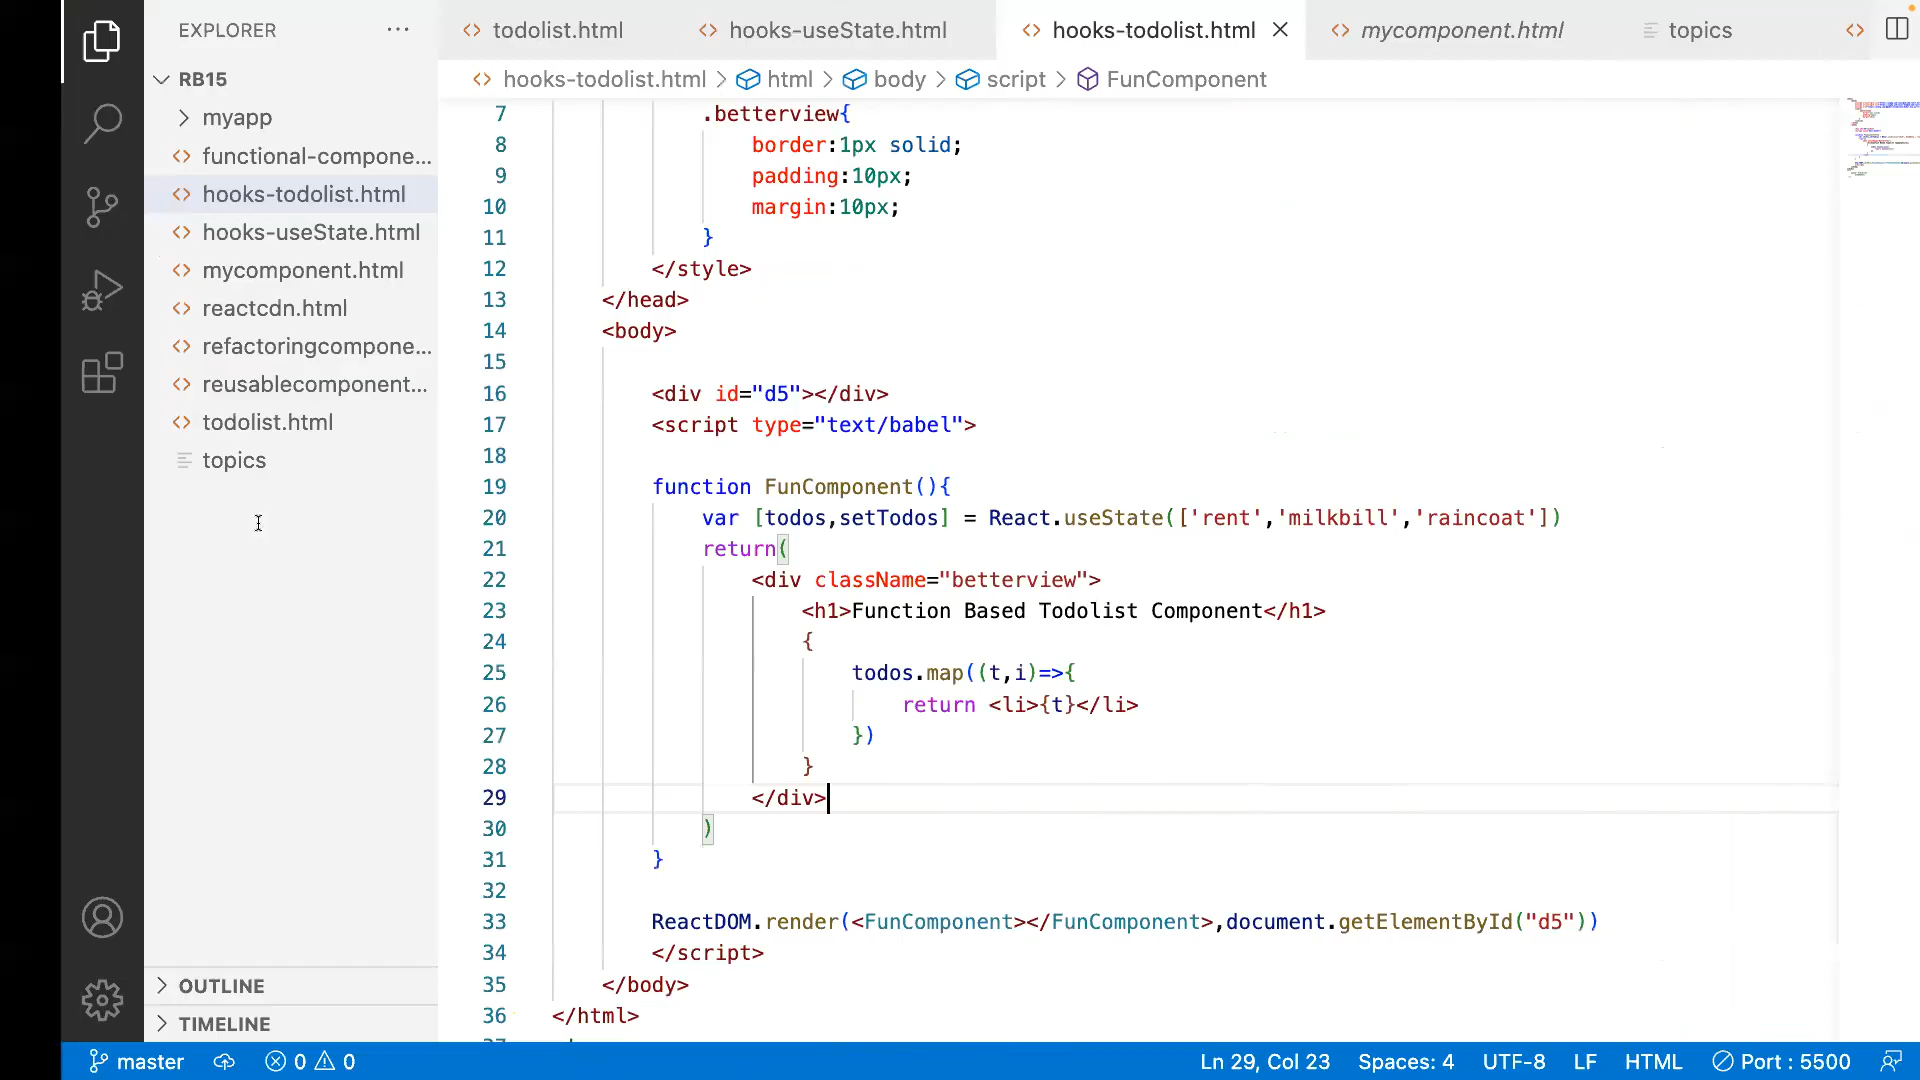 EXPLORER
RB15
myapp
functional-compone...
hooks-todolist.html
hooks-useState.html
mycomponent.html
reactcdn.html
refactoringcompone...
reusablecomponent...
todolist.html
topics
OUTLINE
TIMELINE
todolist.html
hooks-useState.html
hooks-todolist.html
mycomponent.html
topics
hooks-todolist.html > html > body > script > FunComponent
7 .betterview{
8 border:1px solid;
9 padding:10px;
10 margin:10px;
11 }
12 </style>
13 </head>
14 <body>
15
16 <div id="d5"></div>
17 <script type="text/babel">
18
19 function FunComponent(){
20 var [todos,setTodos] = React.useState(['rent','milkbill','raincoat'])
21 return(
22 <div className="betterview">
23 <h1>Function Based Todolist Component</h1>
24 {
25 todos.map((t,i)=>{
26 return <li>{t}</li>
27 })
28 }
29 </div>
30 )
31 }
32
33 ReactDOM.render(<FunComponent></FunComponent>,document.getElementById("d5"))
34 </script>
35 </body>
36 </html>
master 0 0 Ln 29, Col 23 Spaces: 4 UTF-8 LF HTML Port : 5500